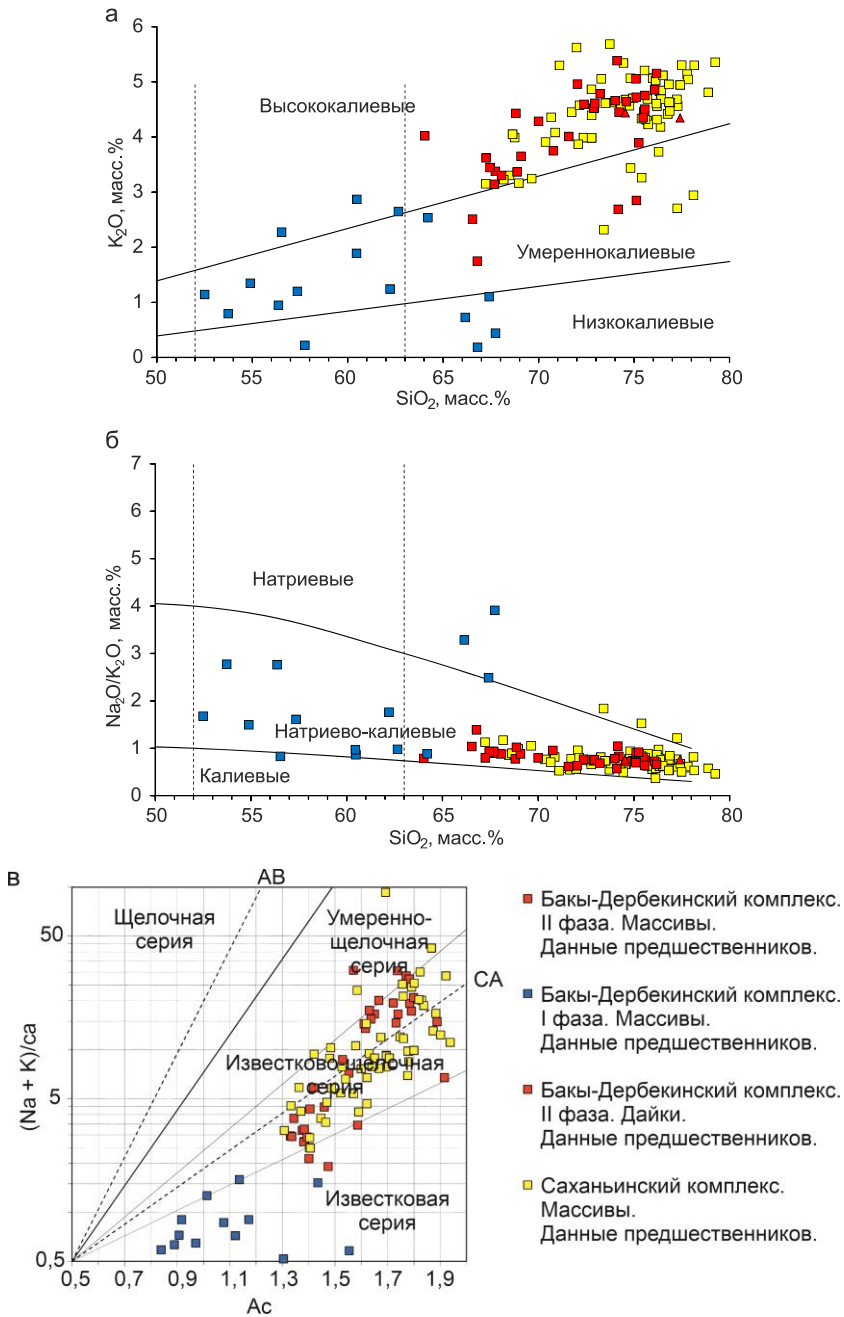 а
6
5
4
3
2
1
0
K₂O, масс.%
Высококалиевые
Умереннокалиевые
Низкокалиевые
50 55 60 65 70 75 80
SiO₂, масс.%
б
7
6
5
4
3
2
1
0
Na₂O/K₂O, масс.%
Натриевые
Натриево-калиевые
Калиевые
50 55 60 65 70 75 80
SiO₂, масс.%
в
AB
CA
50
5
0,5
(Na + K)/ca
Щелочная
серия
Умеренно-
щелочная
серия
Известково-щелочная
серия
Известковая
серия
0,5 0,7 0,9 1,1 1,3 1,5 1,7 1,9
Ac
Бакы-Дербекинский комплекс.
II фаза. Массивы.
Данные предшественников.
Бакы-Дербекинский комплекс.
I фаза. Массивы.
Данные предшественников.
Бакы-Дербекинский комплекс.
II фаза. Дайки.
Данные предшественников.
Саханьинский комплекс.
Массивы.
Данные предшественников.